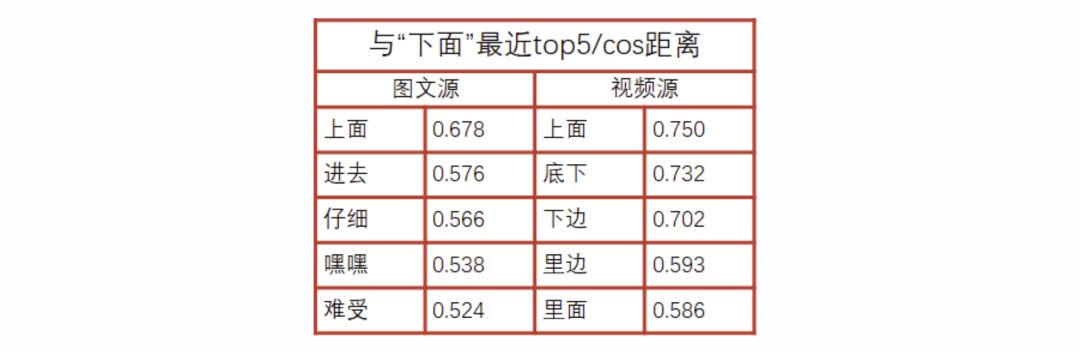 与“下面”最近top5/cos距离
图文源 视频源
上面 0.678 上面 0.750
进去 0.576 底下 0.732
仔细 0.566 下边 0.702
嘿嘿 0.538 里边 0.593
难受 0.524 里面 0.586